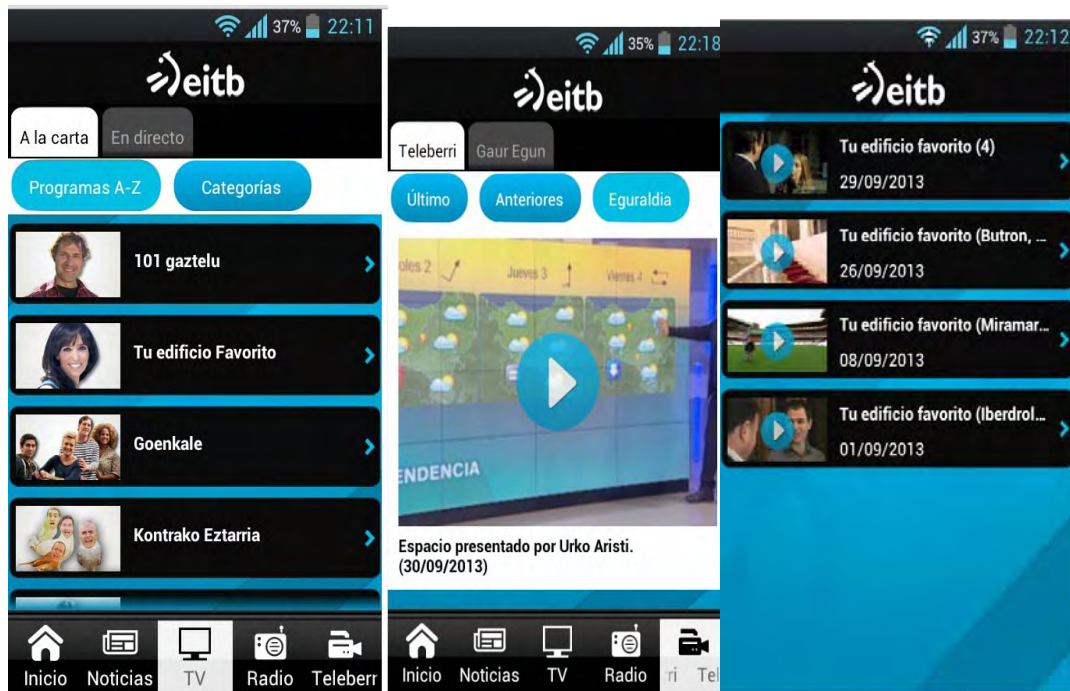 37% 22:11
eitb
A la carta En directo
Programas A-Z Categorías
101 gaztelu
Tu edificio Favorito
Goenkale
Kontrako Eztarria
Inicio Noticias TV Radio Teleberr
35% 22:18
eitb
Teleberri Gaur Egun
Último Anteriores Eguraldia
oles 2 Jueves 3 Viernes 4
ENDENCIA
Espacio presentado por Urko Aristi.
(30/09/2013)
Inicio Noticias TV Radio rri Tel
37% 22:12
eitb
Tu edificio favorito (4)
29/09/2013
Tu edificio favorito (Butron, ...
26/09/2013
Tu edificio favorito (Miramar...
08/09/2013
Tu edificio favorito (Iberdrol...
01/09/2013